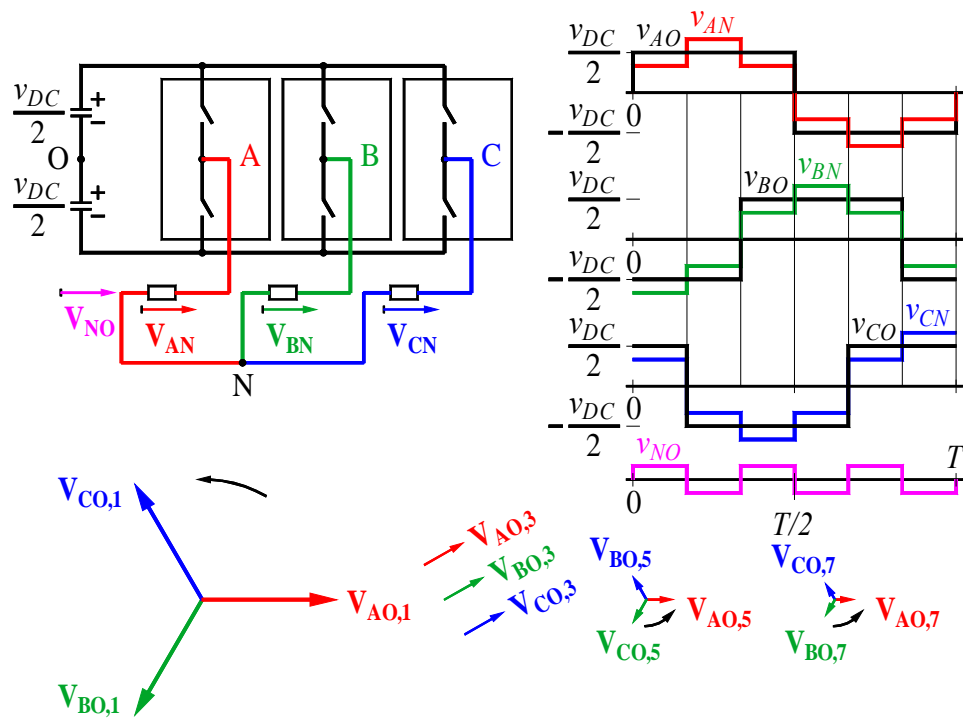 v_DC/2
+
−
O
v_DC/2
+
−
A
B
C
V_NO
V_AN
V_BN
V_CN
N
v_DC/2
v_AO
v_AN
0
T
−v_DC/2
v_DC/2
v_BO
v_BN
0
−v_DC/2
v_DC/2
v_CO
v_CN
0
−v_DC/2
v_NO
T
0
T/2
V_CO,1
V_AO,1
V_BO,1
V_AO,3
V_BO,3
V_CO,3
V_BO,5
V_AO,5
V_CO,5
V_CO,7
V_AO,7
V_BO,7